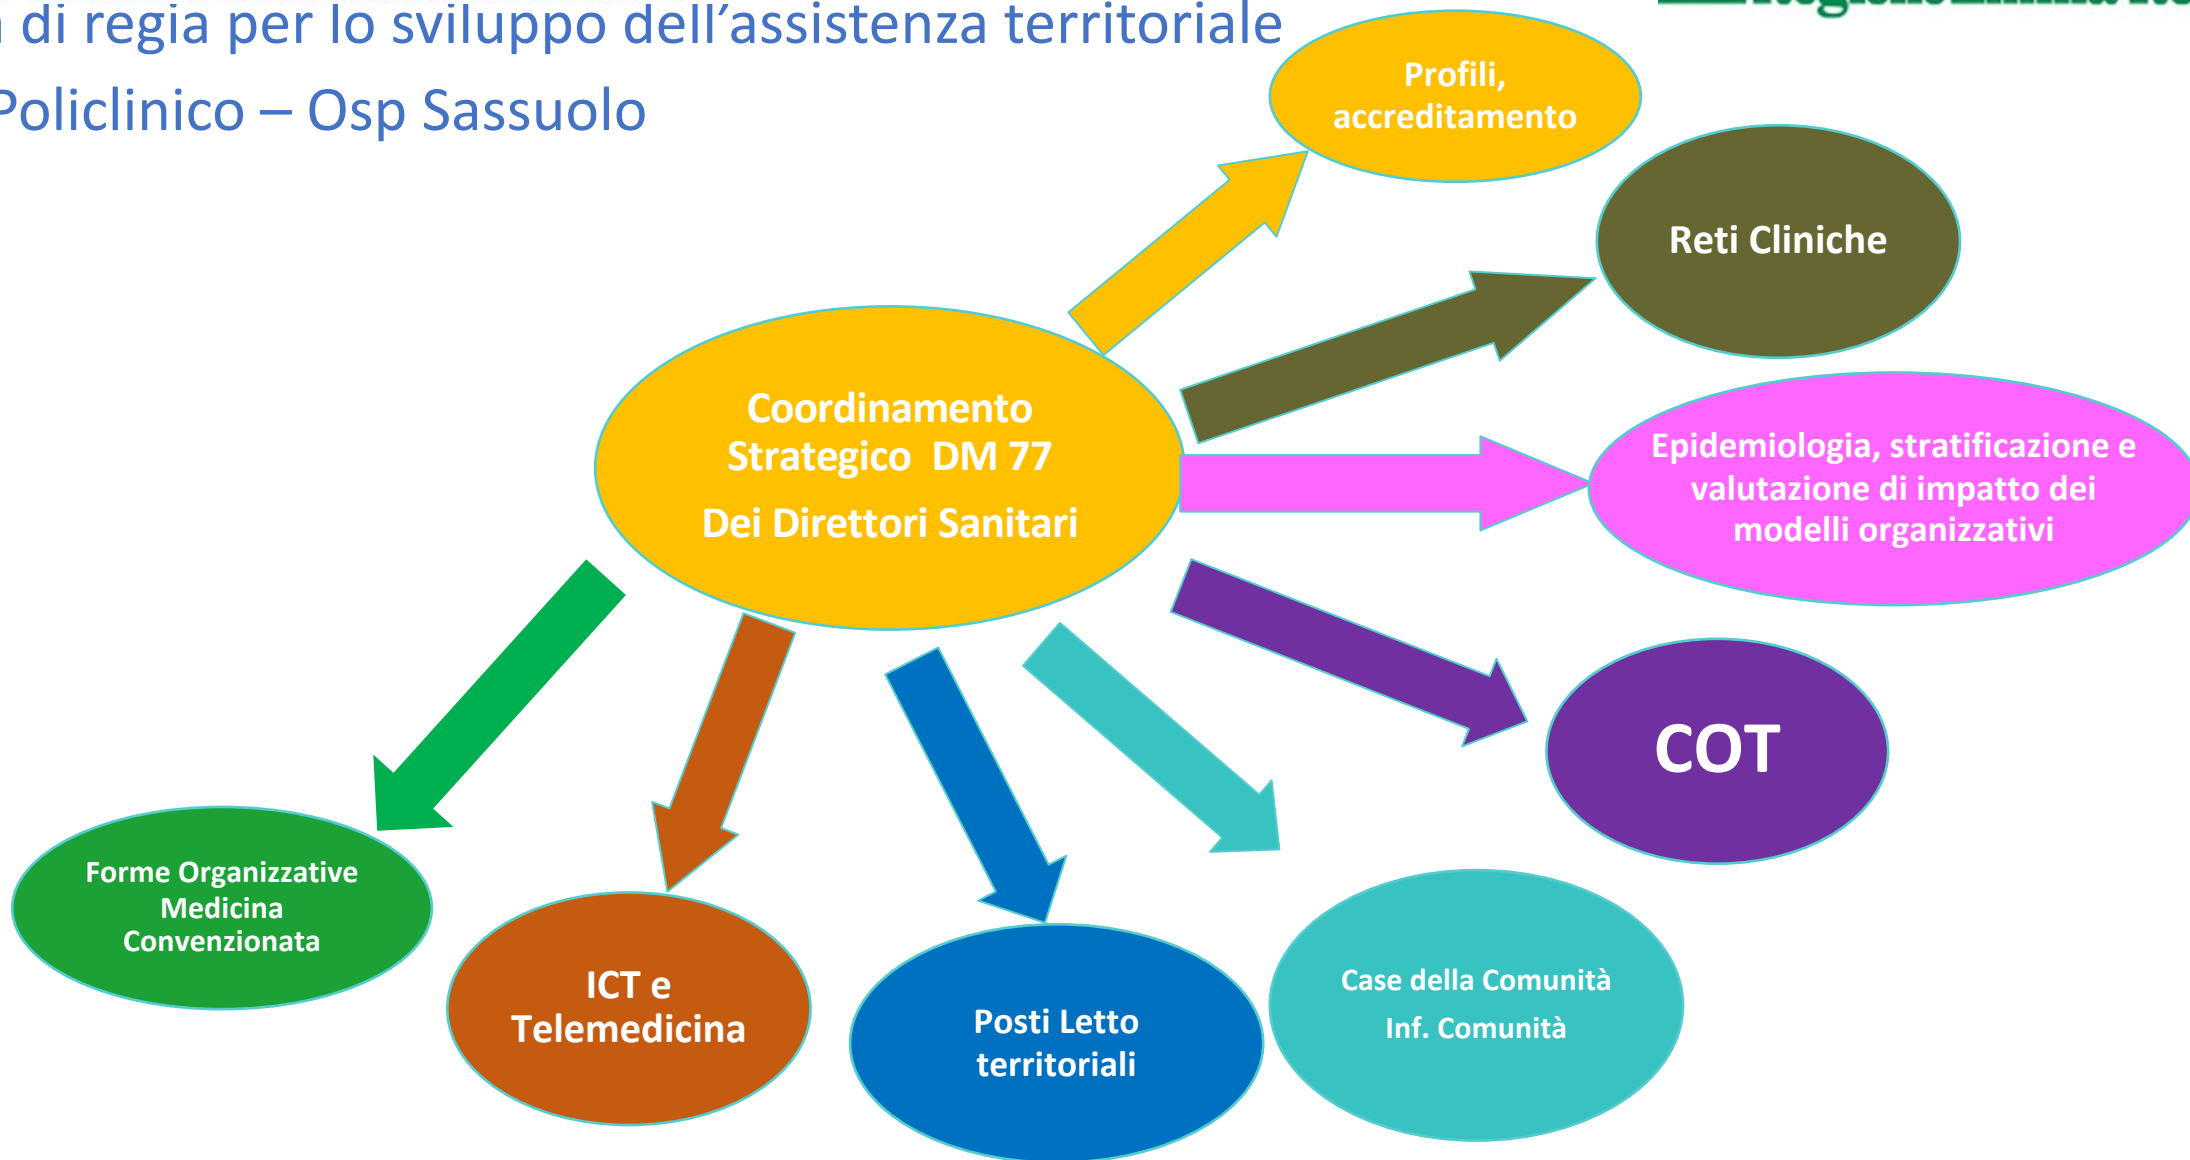 di regia per lo sviluppo dell'assistenza territoriale
Policlinico – Osp Sassuolo
Profili,
accreditamento
Reti Cliniche
Coordinamento
Strategico DM 77
Dei Direttori Sanitari
Epidemiologia, stratificazione e
valutazione di impatto dei
modelli organizzativi
COT
Forme Organizzative
Medicina
Convenzionata
ICT e
Telemedicina
Posti Letto
territoriali
Case della Comunità
Inf. Comunità